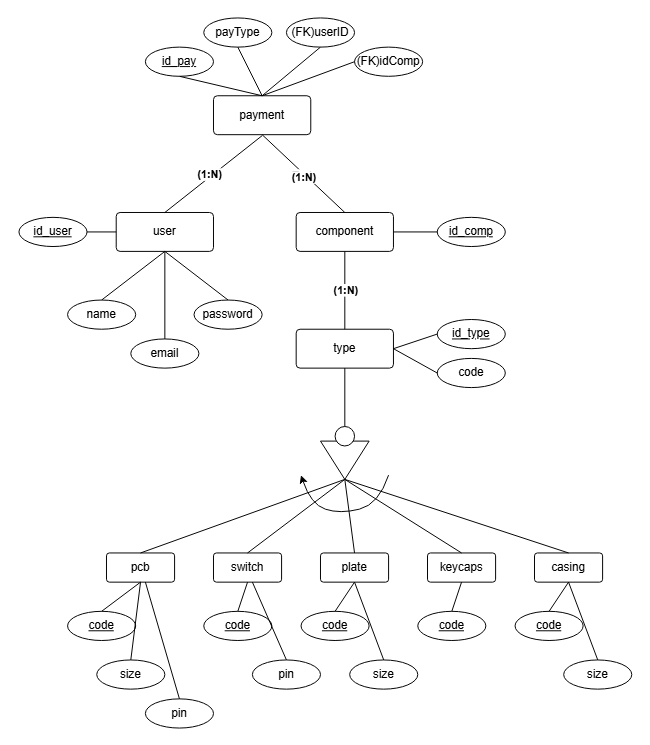 payType
(FK)userID
id_pay
(FK)idComp
payment
(1:N)
(1:N)
id_user
user
component
id_comp
(1:N)
name
password
email
type
id_type
code
pcb
switch
plate
keycaps
casing
code
code
code
code
code
size
pin
size
size
pin